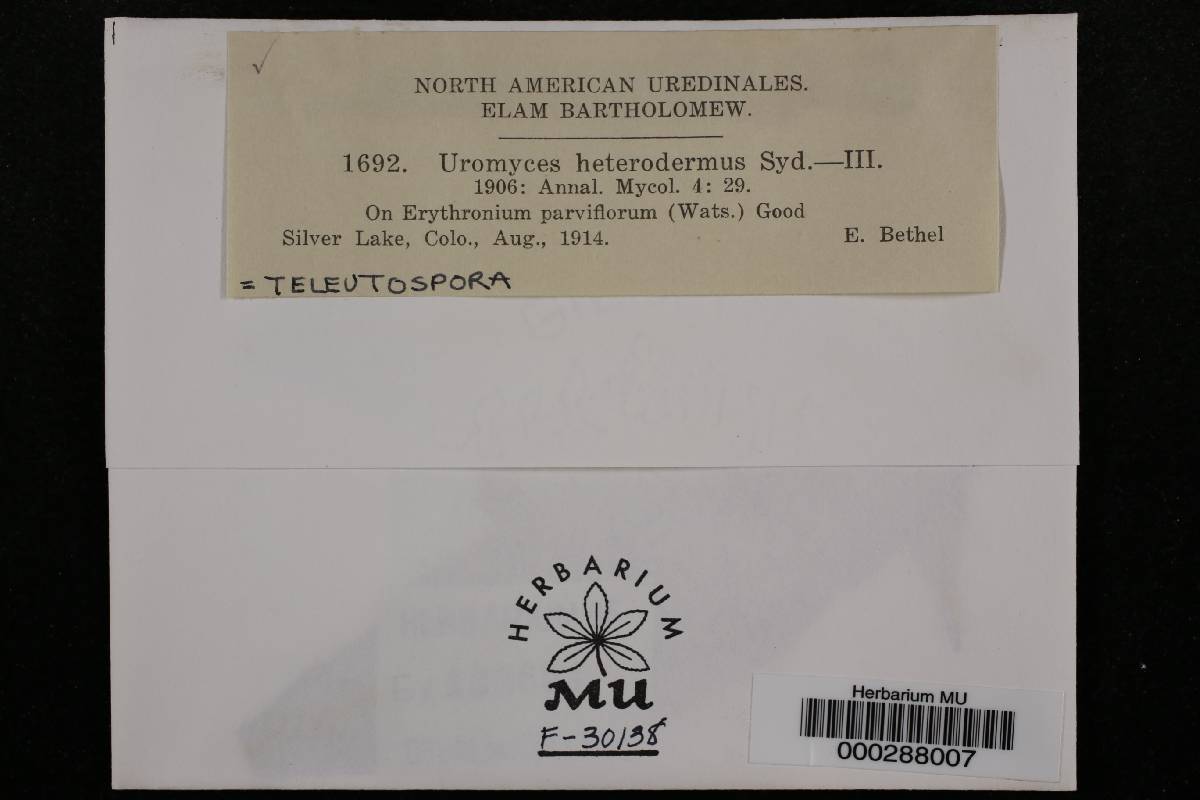 NORTH AMERICAN UREDINALES.
ELAM BARTHOLOMEW.
1692. Uromyces heterodermus Syd.—III.
1906: Annal. Mycol. 4: 29.
On Erythronium parviflorum (Wats.) Good
Silver Lake, Colo., Aug., 1914. E. Bethel
= TELEUTOSPORA
HERBARIUM
MU
F-30138
Herbarium MU
000288007